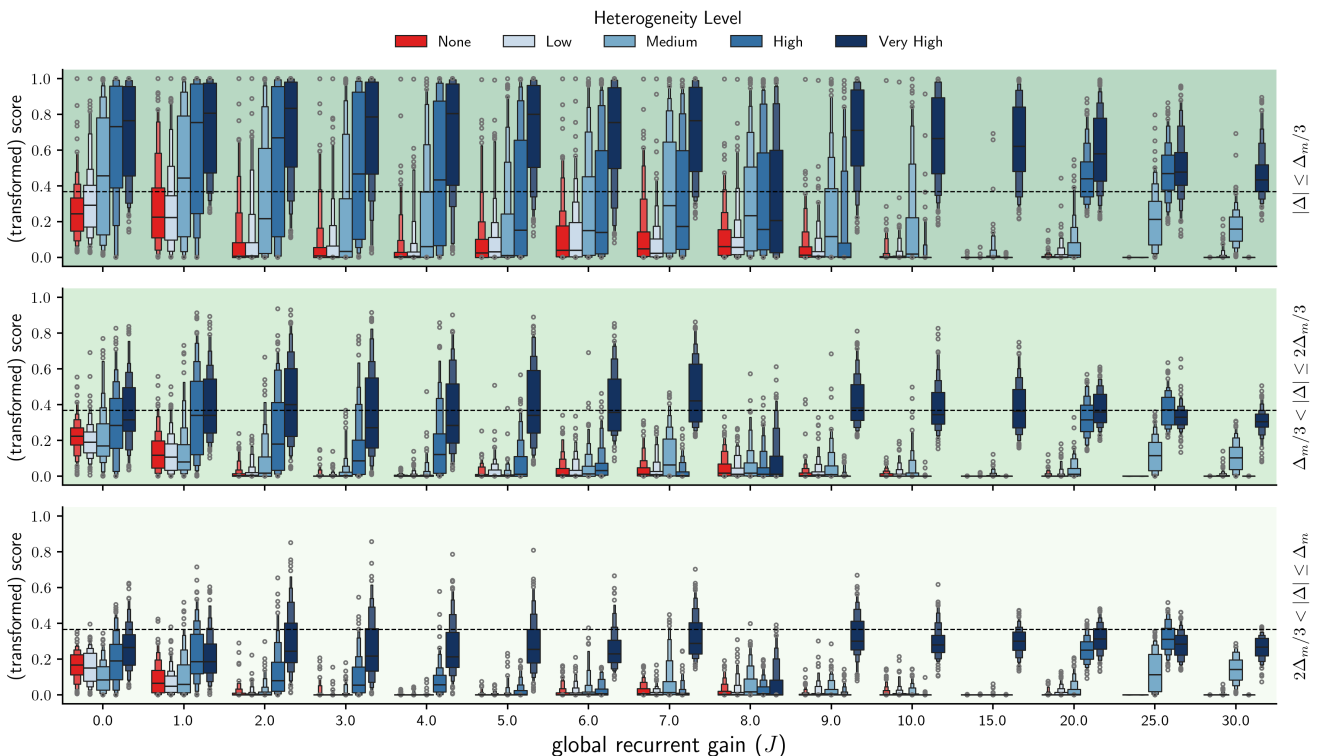 Heterogeneity Level
None Low Medium High Very High
(transformed) score
1.0
0.8
0.6
0.4
0.2
0.0
|Δ| ≤ Δm/3
(transformed) score
1.0
0.8
0.6
0.4
0.2
0.0
Δm/3 < |Δ| ≤ 2Δm/3
(transformed) score
1.0
0.8
0.6
0.4
0.2
0.0
2Δm/3 < |Δ| ≤ Δm
0.0 1.0 2.0 3.0 4.0 5.0 6.0 7.0 8.0 9.0 10.0 15.0 20.0 25.0 30.0
global recurrent gain (J)